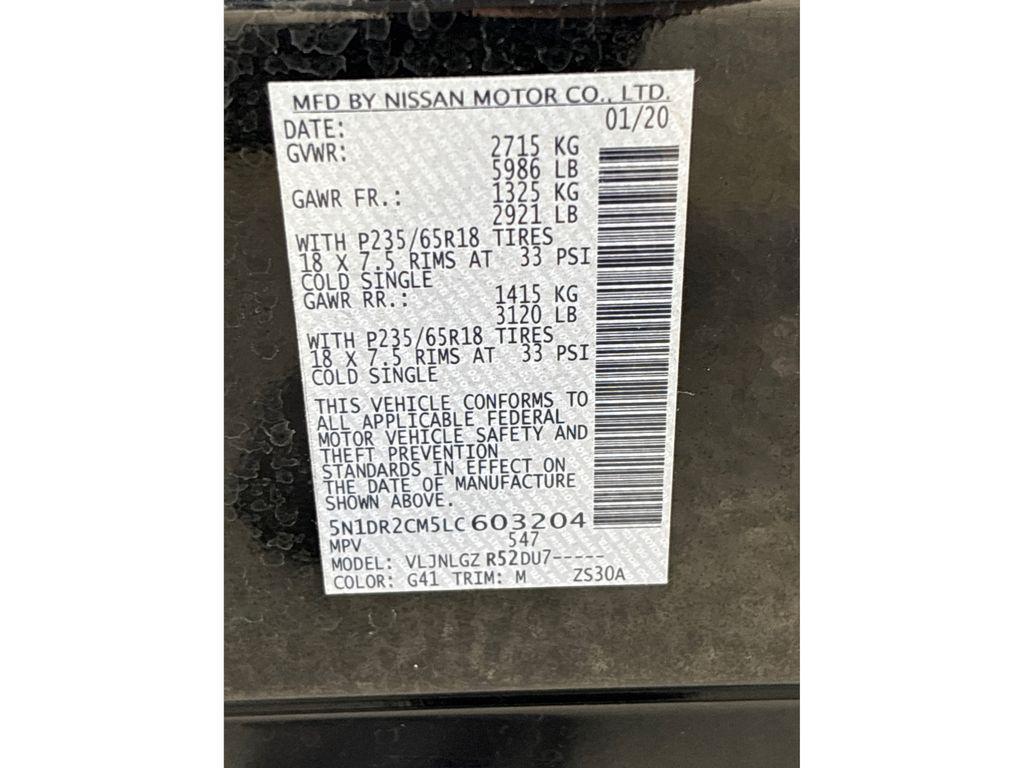 MFD BY NISSAN MOTOR CO., LTD.
DATE: 01/20
GVWR: 2715 KG
5986 LB
GAWR FR.: 1325 KG
2921 LB
WITH P235/65R18 TIRES
18 X 7.5 RIMS AT 33 PSI
COLD SINGLE
GAWR RR.: 1415 KG
3120 LB
WITH P235/65R18 TIRES
18 X 7.5 RIMS AT 33 PSI
COLD SINGLE
THIS VEHICLE CONFORMS TO
ALL APPLICABLE FEDERAL
MOTOR VEHICLE SAFETY AND
THEFT PREVENTION
STANDARDS IN EFFECT ON
THE DATE OF MANUFACTURE
SHOWN ABOVE.
5N1DR2CM5LC603204
MPV 547
MODEL: VLJNLGZ R52DU7-----
COLOR: G41 TRIM: M ZS30A